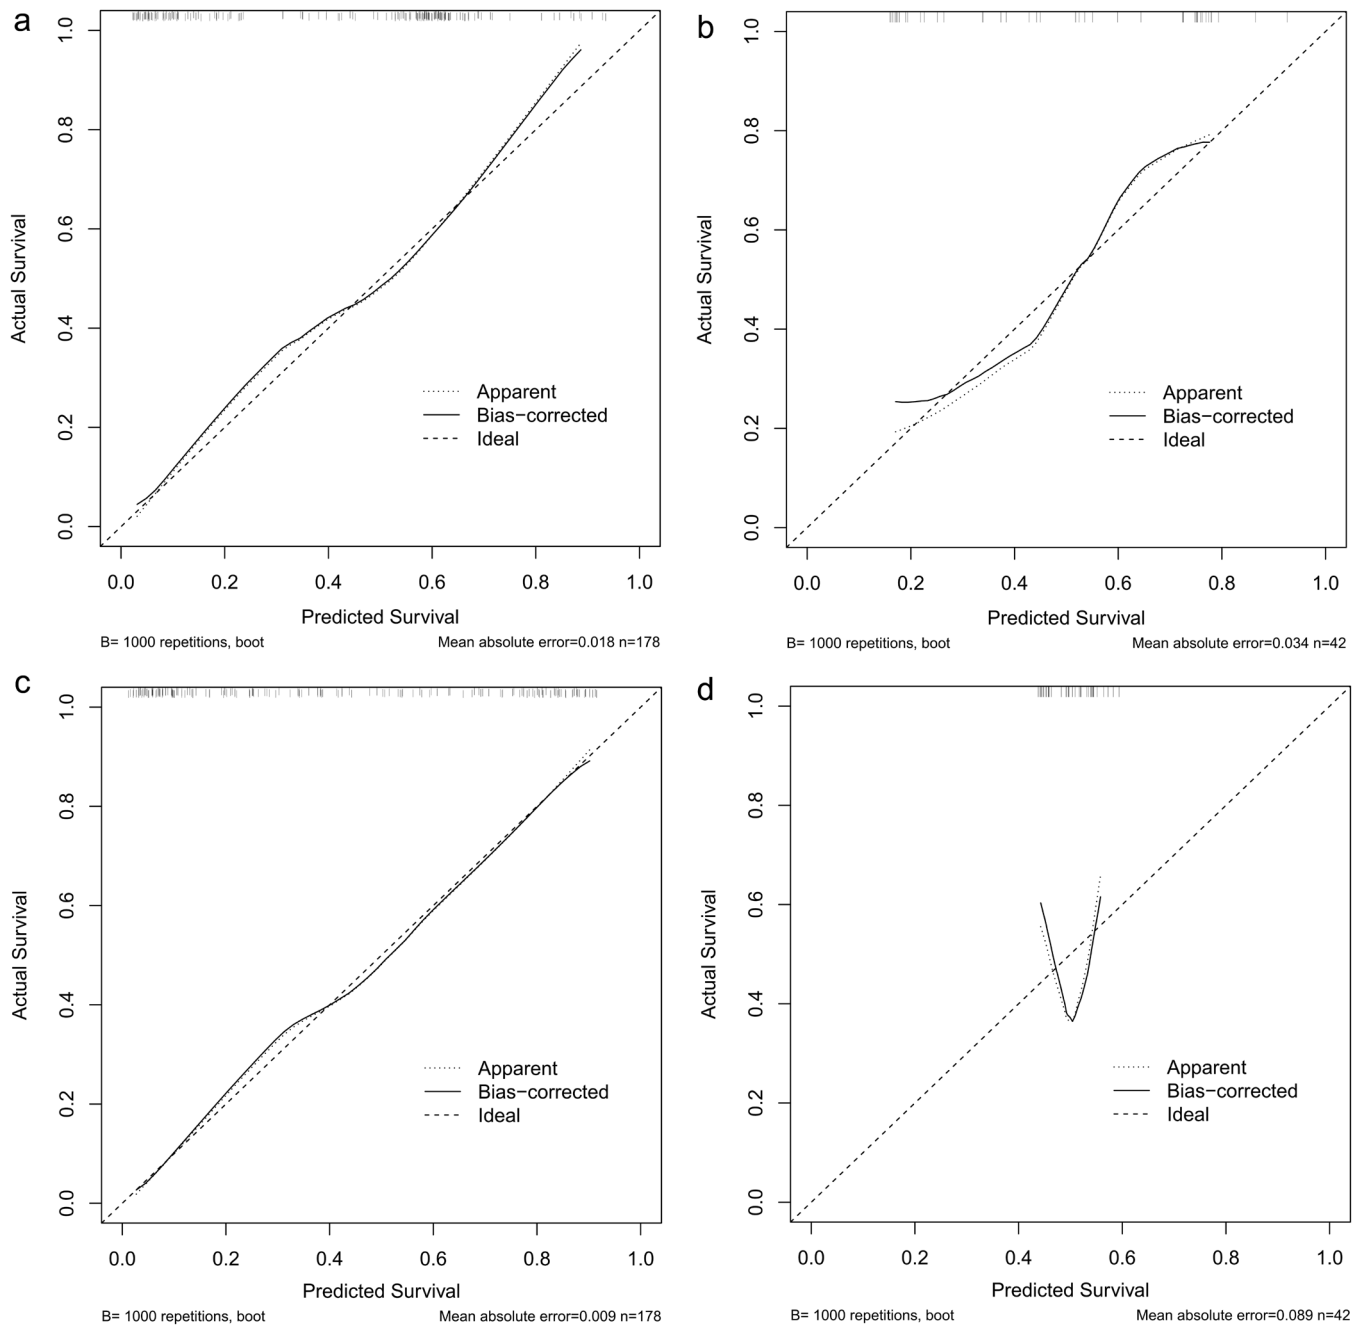 a
1.0
0.8
0.6
0.4
0.2
0.0
Actual Survival
Apparent
Bias−corrected
Ideal
0.0 0.2 0.4 0.6 0.8 1.0
Predicted Survival
B= 1000 repetitions, boot
Mean absolute error=0.018 n=178
b
1.0
0.8
0.6
0.4
0.2
0.0
Actual Survival
Apparent
Bias−corrected
Ideal
0.0 0.2 0.4 0.6 0.8 1.0
Predicted Survival
B= 1000 repetitions, boot
Mean absolute error=0.034 n=42
c
1.0
0.8
0.6
0.4
0.2
0.0
Actual Survival
Apparent
Bias−corrected
Ideal
0.0 0.2 0.4 0.6 0.8 1.0
Predicted Survival
B= 1000 repetitions, boot
Mean absolute error=0.009 n=178
d
1.0
0.8
0.6
0.4
0.2
0.0
Actual Survival
Apparent
Bias−corrected
Ideal
0.0 0.2 0.4 0.6 0.8 1.0
Predicted Survival
B= 1000 repetitions, boot
Mean absolute error=0.089 n=42